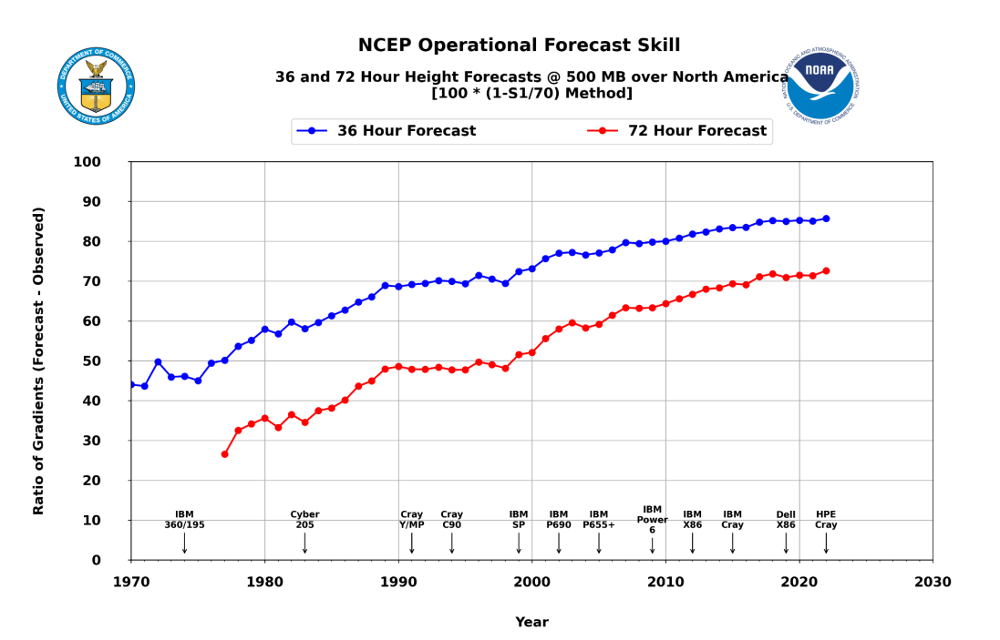 NCEP Operational Forecast Skill
36 and 72 Hour Height Forecasts @ 500 MB over North America
[100 * (1-S1/70) Method]
DEPARTMENT OF COMMERCE
UNITED STATES OF AMERICA
NATIONAL OCEANIC AND ATMOSPHERIC ADMINISTRATION
NOAA
U.S. DEPARTMENT OF COMMERCE
36 Hour Forecast
72 Hour Forecast
Ratio of Gradients (Forecast - Observed)
100
90
80
70
60
50
40
30
20
10
0
IBM
360/195
Cyber
205
Cray
Y/MP
Cray
C90
IBM
SP
IBM
P690
IBM
P655+
IBM
Power
6
IBM
X86
IBM
Cray
Dell
X86
HPE
Cray
1970
1980
1990
2000
2010
2020
2030
Year